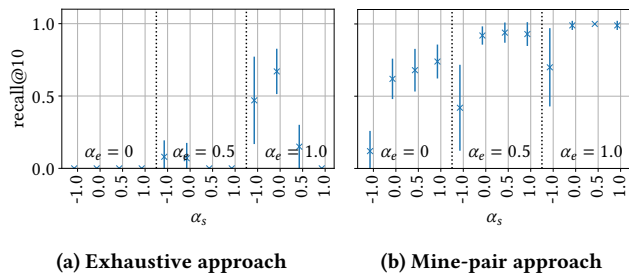 1.0
0.5
0.0
recall@10
α_e = 0
α_e = 0.5
α_e = 1.0
-1.0 0.0 0.5 1.0 -1.0 0.0 0.5 1.0 -1.0 0.0 0.5 1.0
α_s
(a) Exhaustive approach
α_e = 0
α_e = 0.5
α_e = 1.0
-1.0 0.0 0.5 1.0 -1.0 0.0 0.5 1.0 -1.0 0.0 0.5 1.0
α_s
(b) Mine-pair approach